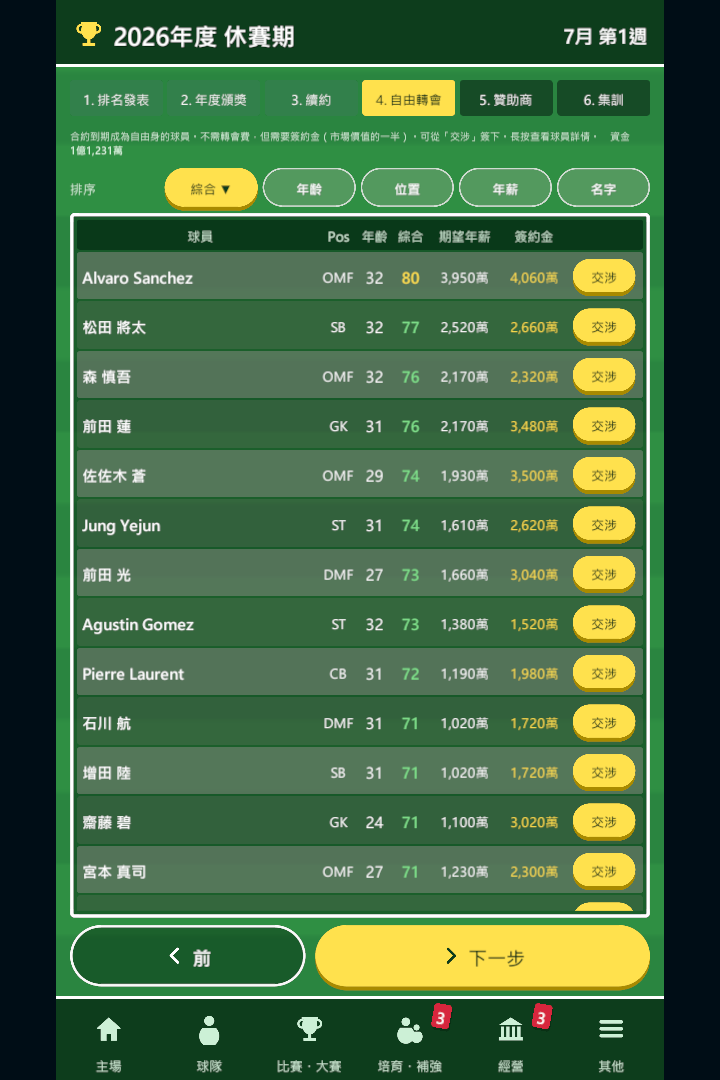 2026年度 休賽期
7月 第1週
1. 排名發表
2. 年度頒獎
3. 續約
4. 自由轉會
5. 贊助商
6. 集訓
合約到期成為自由身的球員，不需轉會費，但需要簽約金（市場價值的一半），可從「交涉」簽下。長按查看球員詳情。 資金
1億1,231萬
排序
綜合 ▼
年齡
位置
年薪
名字
球員 Pos 年齡 綜合 期望年薪 簽約金
Alvaro Sanchez OMF 32 80 3,950萬 4,060萬 交涉
松田 將太 SB 32 77 2,520萬 2,660萬 交涉
森 慎吾 OMF 32 76 2,170萬 2,320萬 交涉
前田 蓮 GK 31 76 2,170萬 3,480萬 交涉
佐佐木 蒼 OMF 29 74 1,930萬 3,500萬 交涉
Jung Yejun ST 31 74 1,610萬 2,620萬 交涉
前田 光 DMF 27 73 1,660萬 3,040萬 交涉
Agustin Gomez ST 32 73 1,380萬 1,520萬 交涉
Pierre Laurent CB 31 72 1,190萬 1,980萬 交涉
石川 航 DMF 31 71 1,020萬 1,720萬 交涉
增田 陸 SB 31 71 1,020萬 1,720萬 交涉
齋藤 碧 GK 24 71 1,100萬 3,020萬 交涉
宮本 真司 OMF 27 71 1,230萬 2,300萬 交涉
前
下一步
3
3
主場
球隊
比賽・大賽
培育・補強
經營
其他